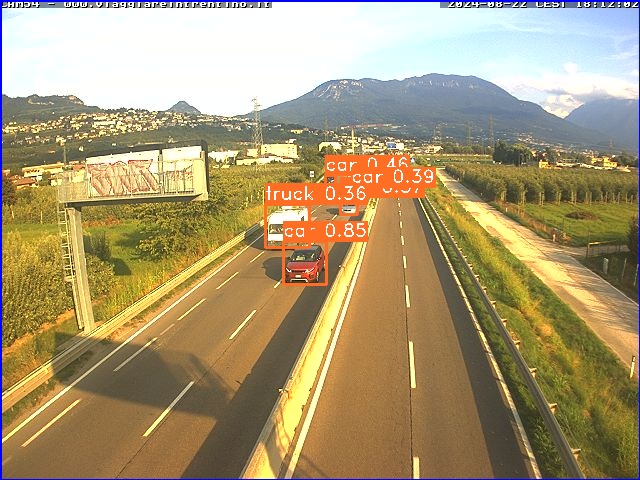 www.viaggiareintrentino.it
2024-08-22 CEST 18:12:02
car 0.46
car 0.39
truck 0.36
car 0.85